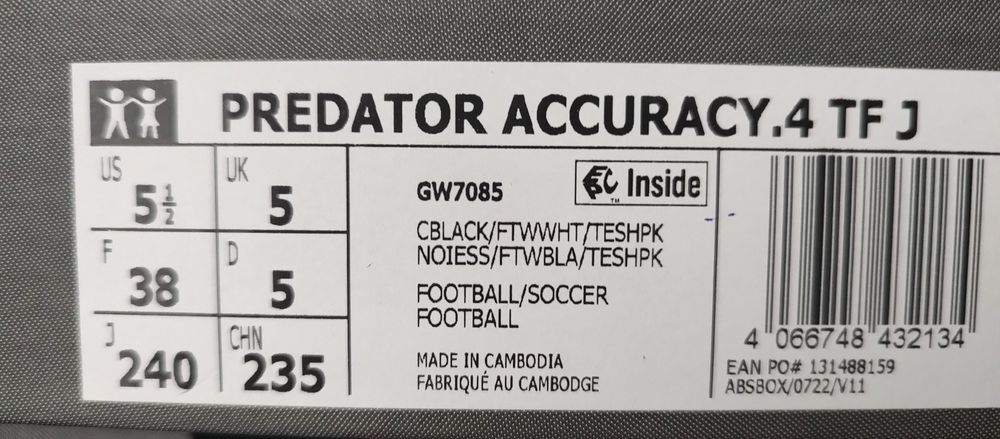 PREDATOR ACCURACY.4 TF J
US 5½ UK 5
F 38 D 5
J 240 CHN 235
GW7085
Inside
TM
CBLACK/FTWWHT/TESHPK
NOIESS/FTWBLA/TESHPK
FOOTBALL/SOCCER
FOOTBALL
MADE IN CAMBODIA
FABRIQUÉ AU CAMBODGE
4 066748 432134
EAN PO# 131488159
ABSBOX/0722/V11